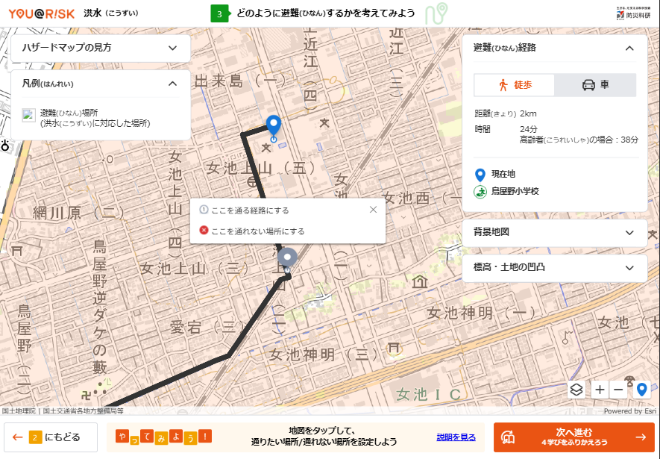 YOU@RISK 洪水 (こうずい)
3 どのように避難(ひなん)するかを考えてみよう
防災科研
ハザードマップの見方
凡例(はんれい)
避難(ひなん)場所
(洪水(こうずい)に対応した場所)
避難(ひなん)経路
徒歩
車
距離(きょり) 2km
時間 24分
高齢者(こうれいしゃ)の場合：38分
現在地
鳥屋野小学校
背景地図
標高・土地の凹凸
ここを通る経路にする
ここを通れない場所にする
出来島（一）
近江（四）
近江（三）
女池上山（五）
女池上山（四）
女池西（一）
網川原（二）
女池上山（三）
鳥屋野逆ダケの藪
鳥屋野（二）
愛宕（三）
女池神明（一）
女池神明（三）
女池ＩＣ
女池（七）
国土地理院 | 国土交通省各地方整備局等
Powered by Esri
2 にもどる
やってみよう！
地図をタップして、
通りたい場所/通れない場所を設定しよう
説明を見る
次へ進む
4 学びをふりかえろう